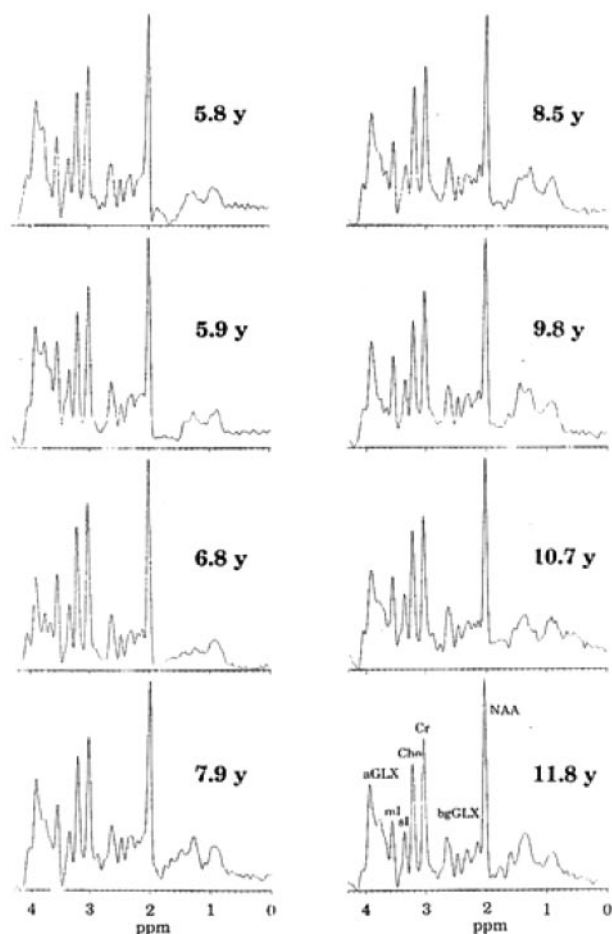 5.8 y
8.5 y
5.9 y
9.8 y
6.8 y
10.7 y
7.9 y
11.8 y
NAA
Cr
Cho
aGLX
mI
sI
bgGLX
4 3 2 1 0
ppm
4 3 2 1 0
ppm